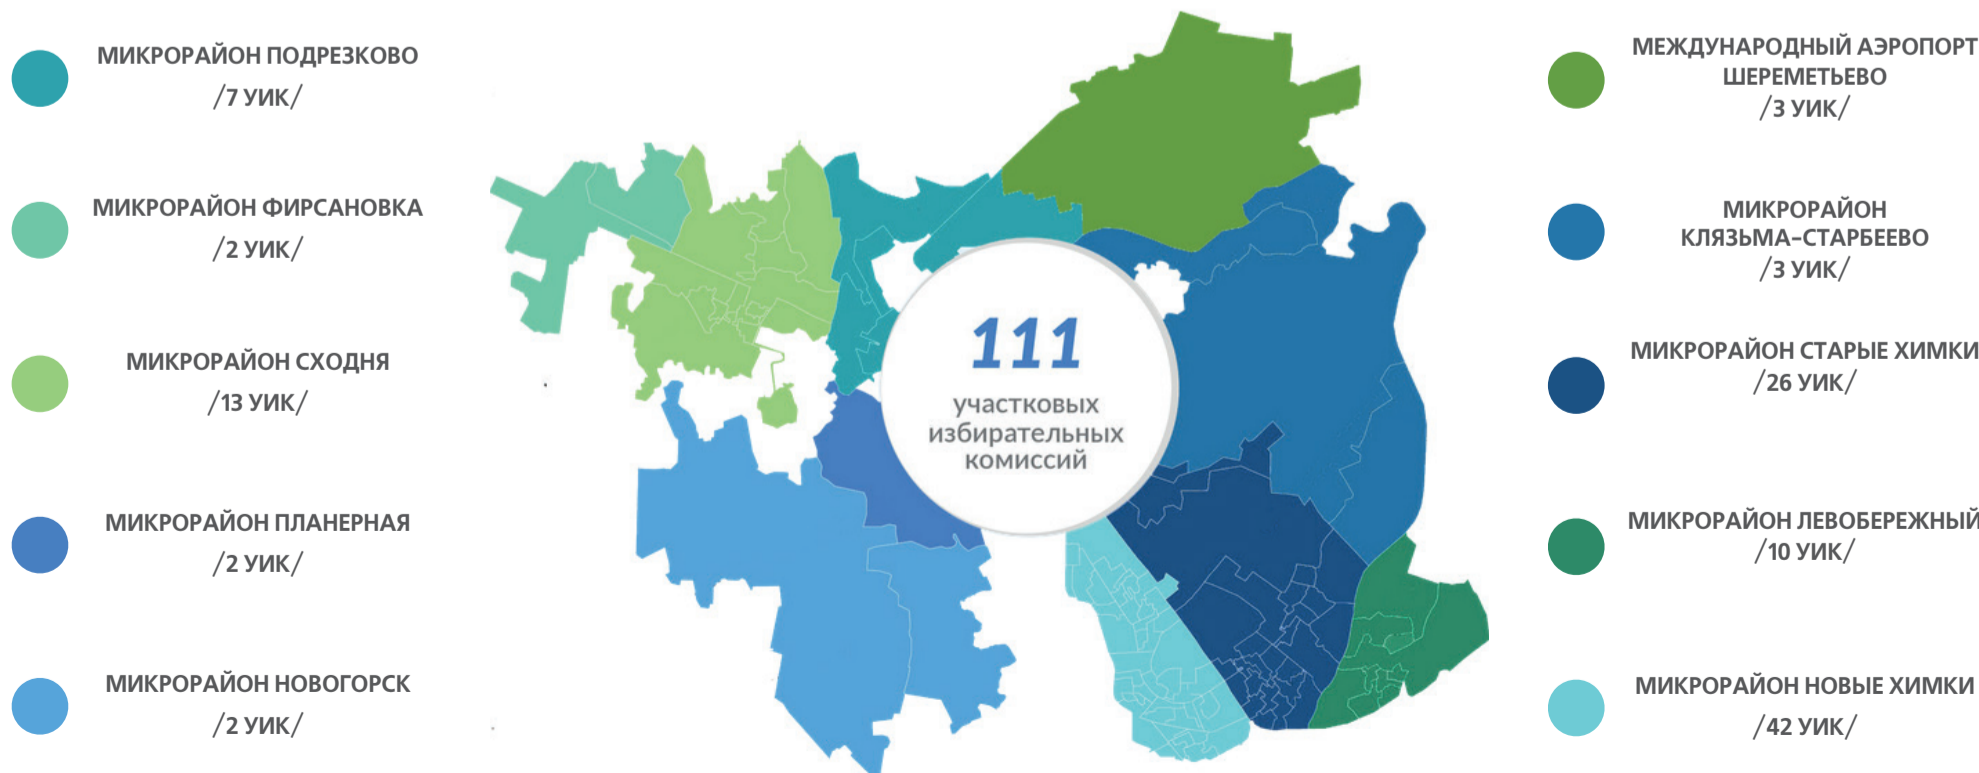 МИКРОРАЙОН ПОДРЕЗКОВО
/7 УИК/
МИКРОРАЙОН ФИРСАНОВКА
/2 УИК/
МИКРОРАЙОН СХОДНЯ
/13 УИК/
МИКРОРАЙОН ПЛАНЕРНАЯ
/2 УИК/
МИКРОРАЙОН НОВОГОРСК
/2 УИК/
111
участковых
избирательных
комиссий
МЕЖДУНАРОДНЫЙ АЭРОПОРТ
ШЕРЕМЕТЬЕВО
/3 УИК/
МИКРОРАЙОН
КЛЯЗЬМА-СТАРБЕЕВО
/3 УИК/
МИКРОРАЙОН СТАРЫЕ ХИМКИ
/26 УИК/
МИКРОРАЙОН ЛЕВОБЕРЕЖНЫЙ
/10 УИК/
МИКРОРАЙОН НОВЫЕ ХИМКИ
/42 УИК/